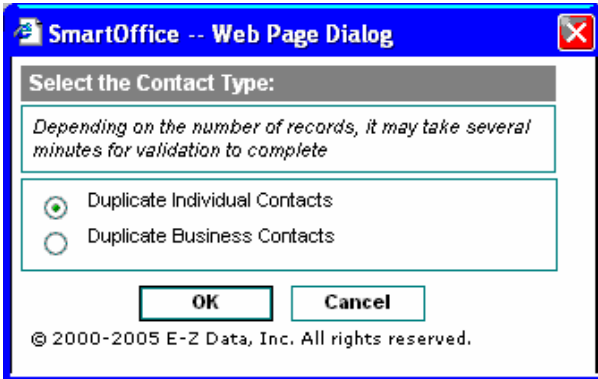 SmartOffice -- Web Page Dialog
Select the Contact Type:
Depending on the number of records, it may take several
minutes for validation to complete
Duplicate Individual Contacts
Duplicate Business Contacts
OK Cancel
© 2000-2005 E-Z Data, Inc. All rights reserved.